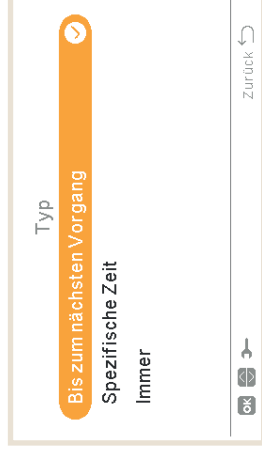 Typ
Bis zum nächsten Vorgang
Spezifische Zeit
Immer
OK
Zurück